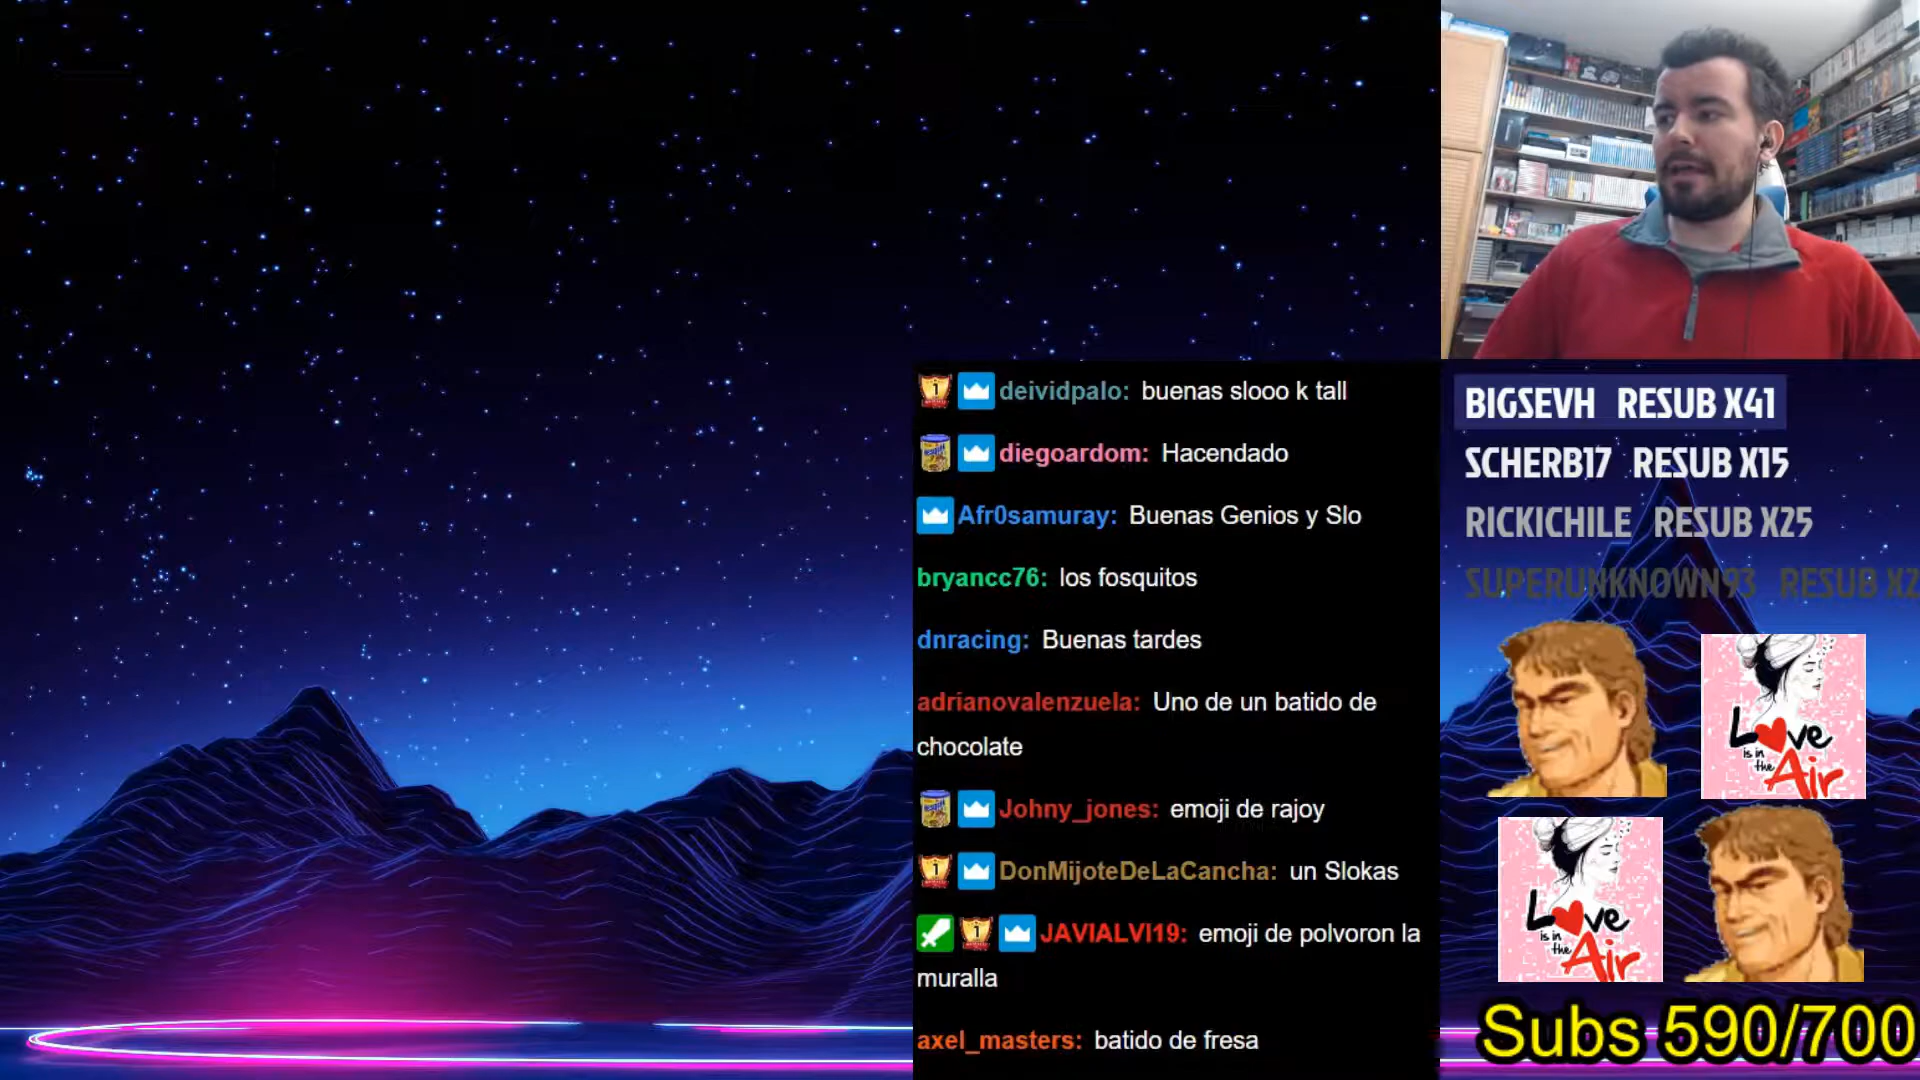 deividpalo: buenas slooo k tall
diegoardom: Hacendado
Afr0samuray: Buenas Genios y Slo
bryancc76: los fosquitos
dnracing: Buenas tardes
adrianovalenzuela: Uno de un batido de
chocolate
Johny_jones: emoji de rajoy
DonMijoteDeLaCancha: un Slokas
JAVIALVI19: emoji de polvoron la
muralla
axel_masters: batido de fresa
BIGSEVH RESUB X41
SCHERB17 RESUB X15
RICKICHILE RESUB X25
SUPERUNKNOWN93 RESUB X2
Love
is in
the Air
Love
is in
the Air
Subs 590/700